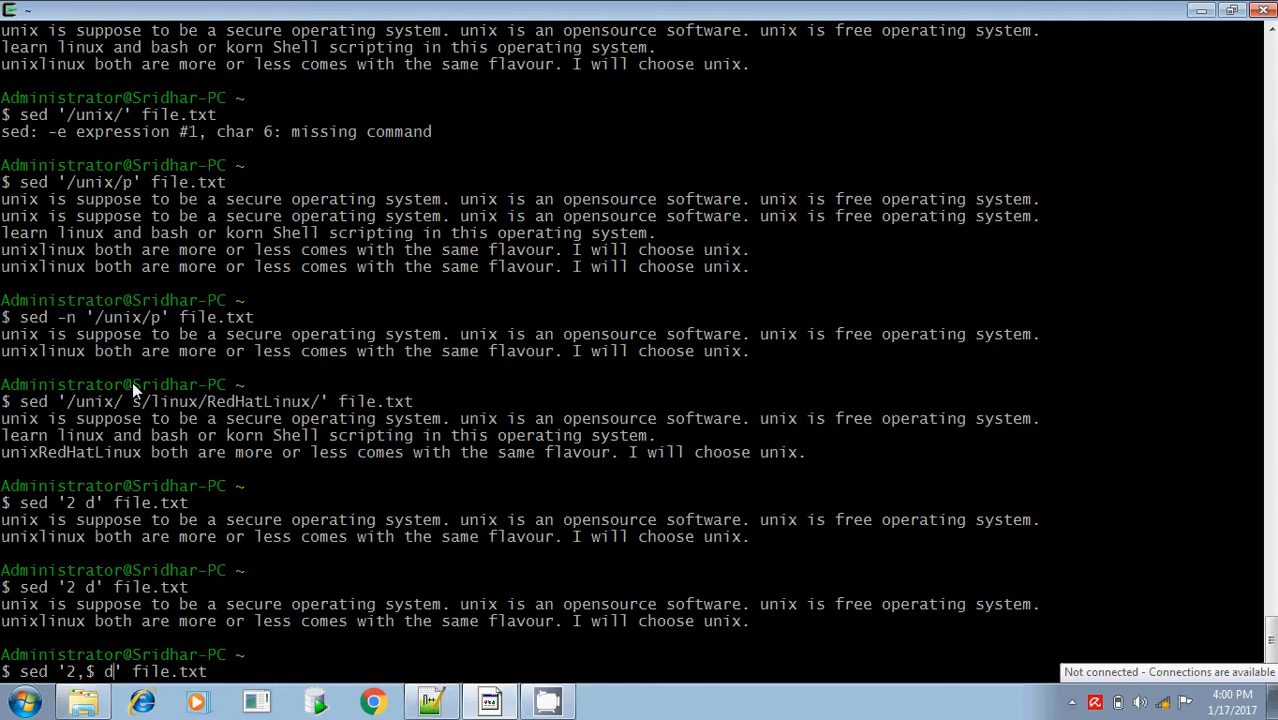 ~
unix is suppose to be a secure operating system. unix is an opensource software. unix is free operating system.
learn linux and bash or korn Shell scripting in this operating system.
unixlinux both are more or less comes with the same flavour. I will choose unix.
Administrator@Sridhar-PC ~
$ sed '/unix/' file.txt
sed: -e expression #1, char 6: missing command
Administrator@Sridhar-PC ~
$ sed '/unix/p' file.txt
unix is suppose to be a secure operating system. unix is an opensource software. unix is free operating system.
unix is suppose to be a secure operating system. unix is an opensource software. unix is free operating system.
learn linux and bash or korn Shell scripting in this operating system.
unixlinux both are more or less comes with the same flavour. I will choose unix.
unixlinux both are more or less comes with the same flavour. I will choose unix.
Administrator@Sridhar-PC ~
$ sed -n '/unix/p' file.txt
unix is suppose to be a secure operating system. unix is an opensource software. unix is free operating system.
unixlinux both are more or less comes with the same flavour. I will choose unix.
Administrator@Sridhar-PC ~
$ sed '/unix/ s/linux/RedHatLinux/' file.txt
unix is suppose to be a secure operating system. unix is an opensource software. unix is free operating system.
learn linux and bash or korn Shell scripting in this operating system.
unixRedHatLinux both are more or less comes with the same flavour. I will choose unix.
Administrator@Sridhar-PC ~
$ sed '2 d' file.txt
unix is suppose to be a secure operating system. unix is an opensource software. unix is free operating system.
unixlinux both are more or less comes with the same flavour. I will choose unix.
Administrator@Sridhar-PC ~
$ sed '2 d' file.txt
unix is suppose to be a secure operating system. unix is an opensource software. unix is free operating system.
unixlinux both are more or less comes with the same flavour. I will choose unix.
Administrator@Sridhar-PC ~
$ sed '2,$ d' file.txt
Not connected - Connections are available
4:00 PM
1/17/2017